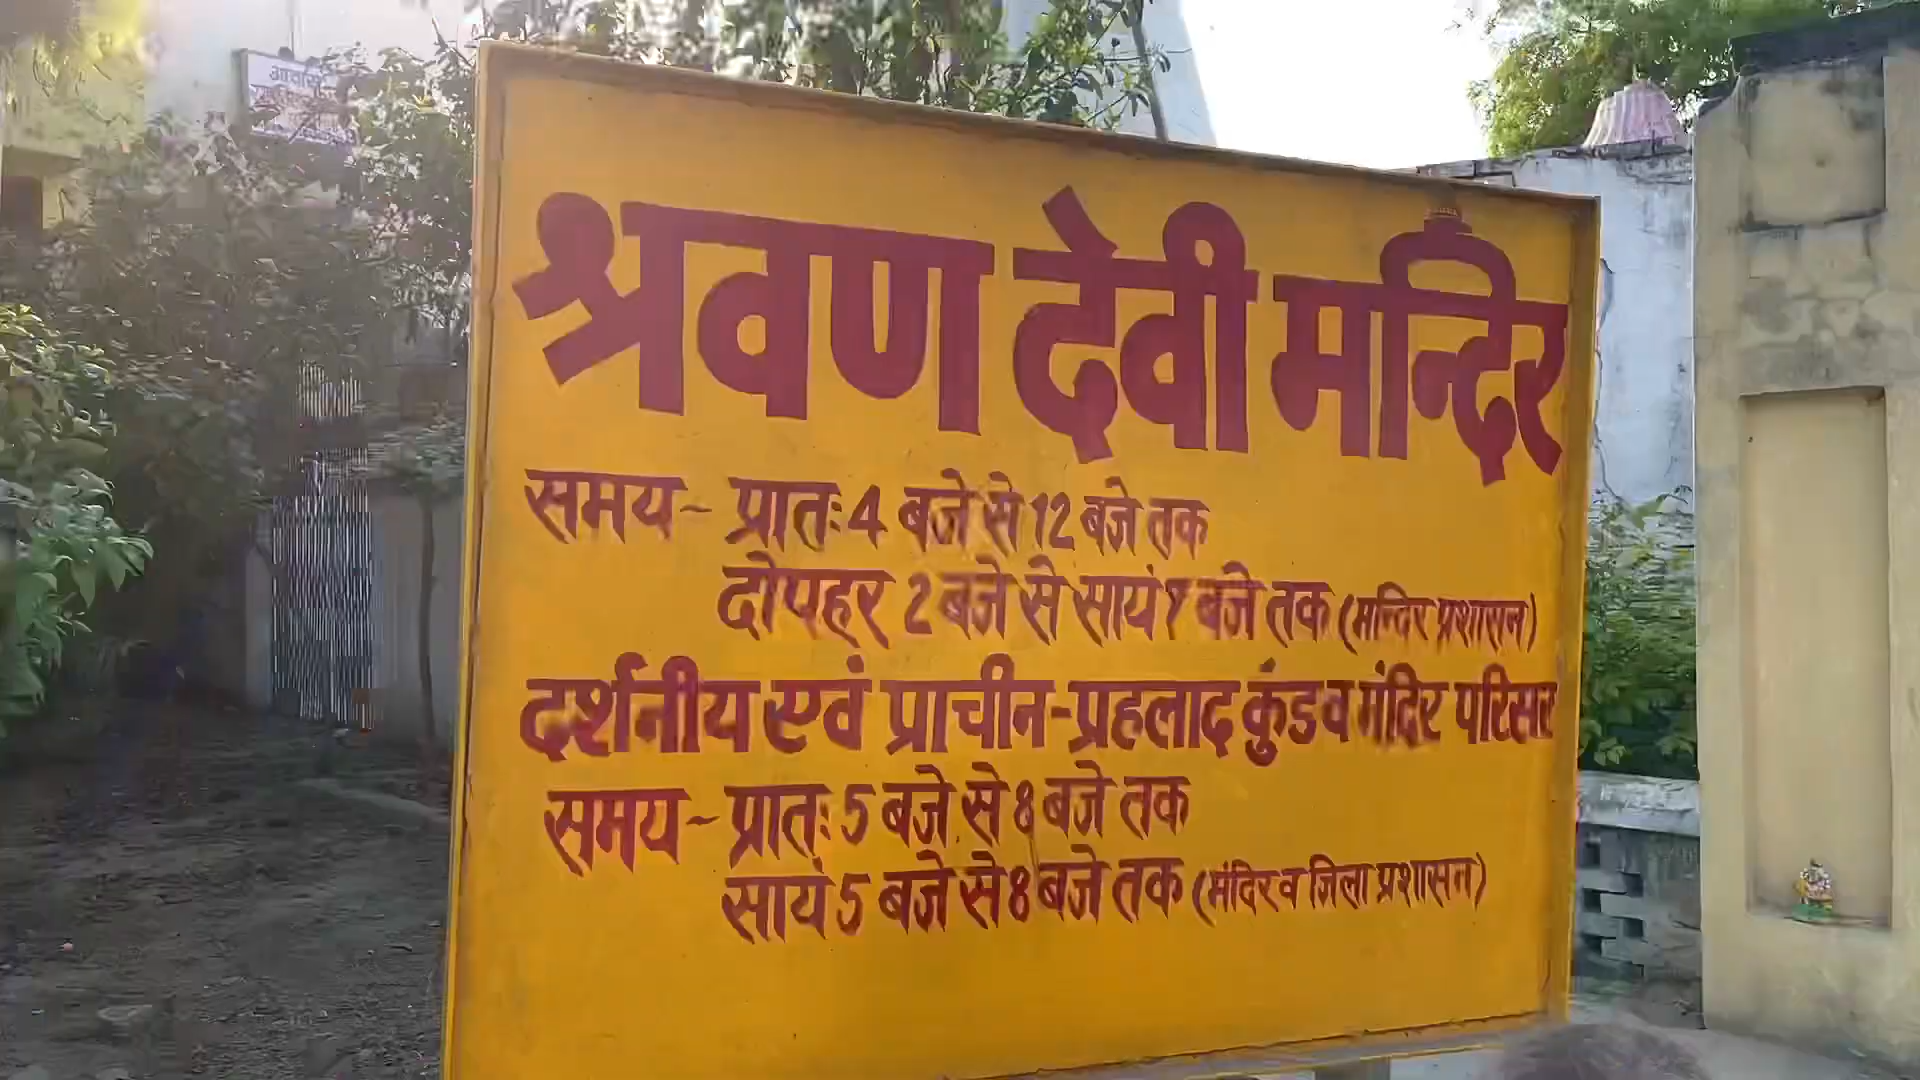 श्रवण देवी मन्दिर
समय ~ प्रातः 4 बजे से 12 बजे तक
दोपहर 2 बजे से सायं 7 बजे तक (मन्दिर प्रशासन)
दर्शनीय एवं प्राचीन-प्रहलाद कुंड व मंदिर परिसर
समय ~ प्रातः 5 बजे से 8 बजे तक
सायं 5 बजे से 8 बजे तक (मंदिर व जिला प्रशासन)